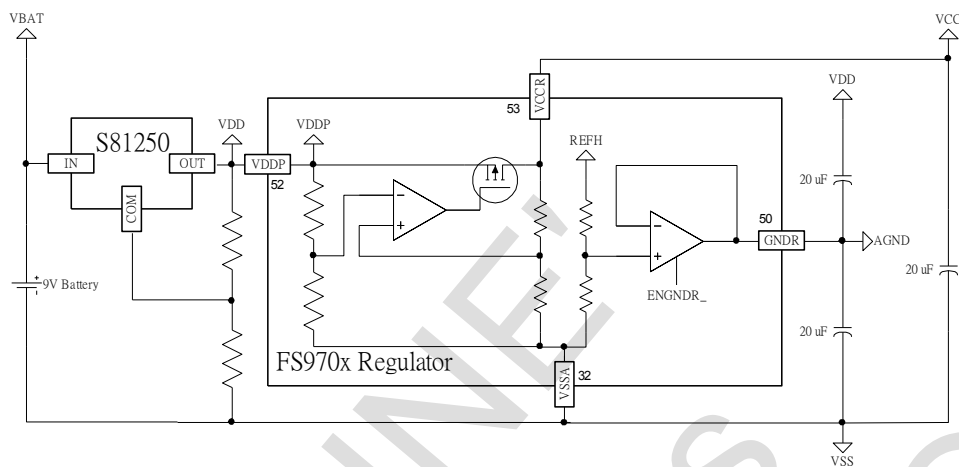 VBAT
VCC
VDD
53
VCCR
S81250
VDD
VDDP
REFH
IN
OUT
VDDP
52
20 uF
COM
50
GNDR
AGND
20 uF
9V Battery
ENGNDR_
20 uF
FS970x Regulator
VSSA
32
VSS